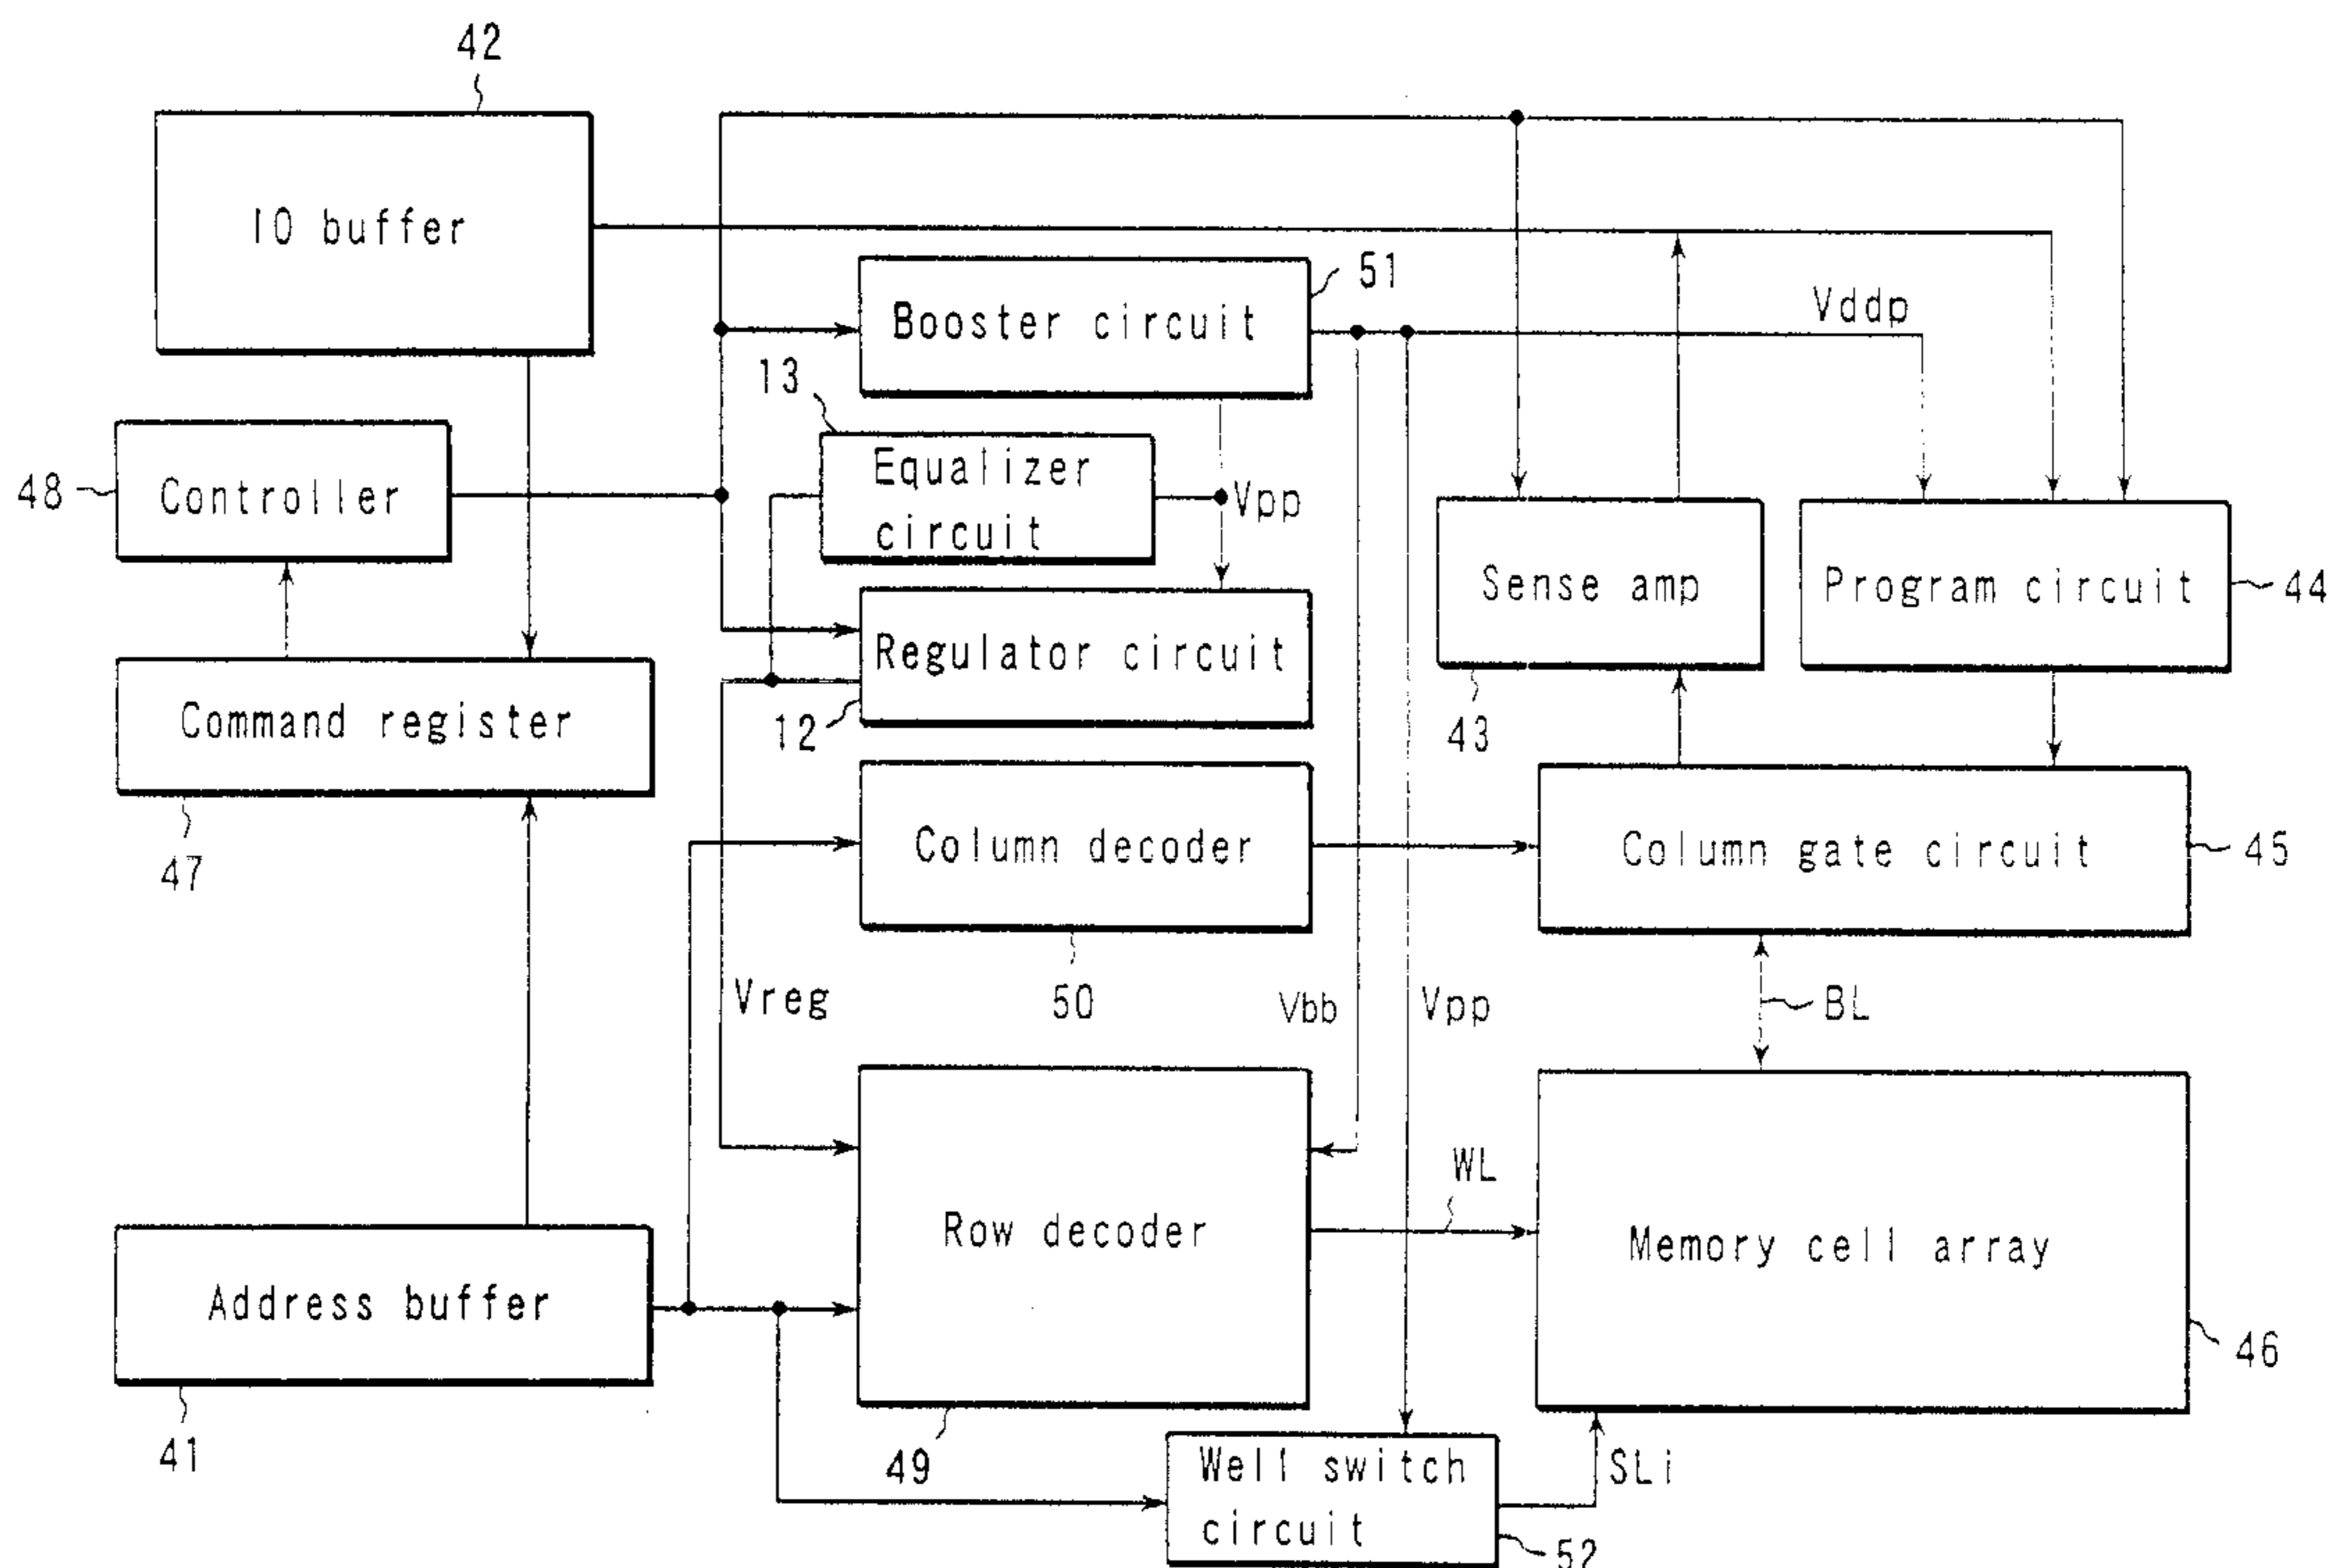 42
IO buffer
51
Booster circuit
Vddp
13
Equalizer
circuit
Vpp
48
Controller
Sense amp
Program circuit
44
Regulator circuit
12
43
Command register
47
Column decoder
50
Column gate circuit
45
Vreg
Vbb
Vpp
BL
WL
Row decoder
49
Memory cell array
46
Address buffer
41
Well switch
circuit
52
SLi